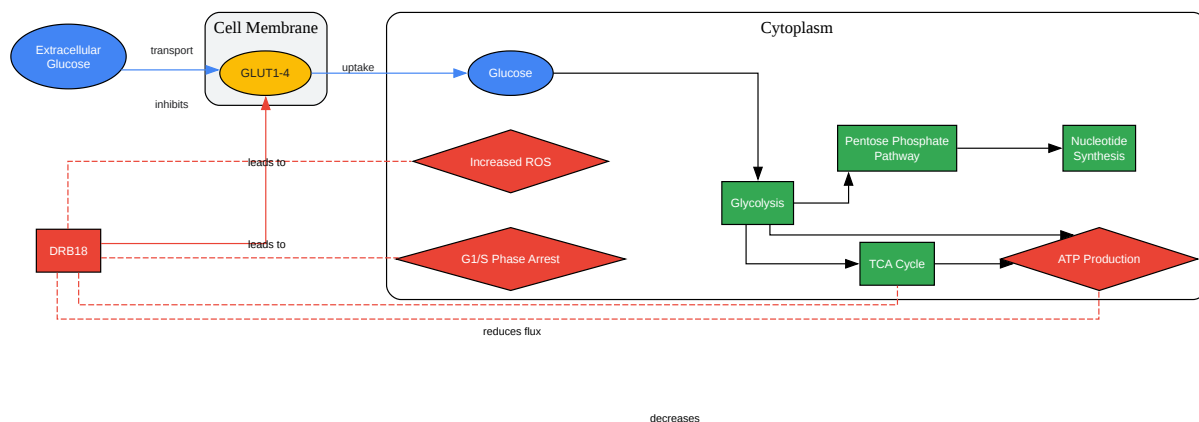 Cell Membrane
Cytoplasm
Extracellular
Glucose
transport
GLUT1-4
uptake
Glucose
inhibits
leads to
Increased ROS
Pentose Phosphate
Pathway
Nucleotide
Synthesis
Glycolysis
DRB18
leads to
G1/S Phase Arrest
TCA Cycle
ATP Production
reduces flux
decreases